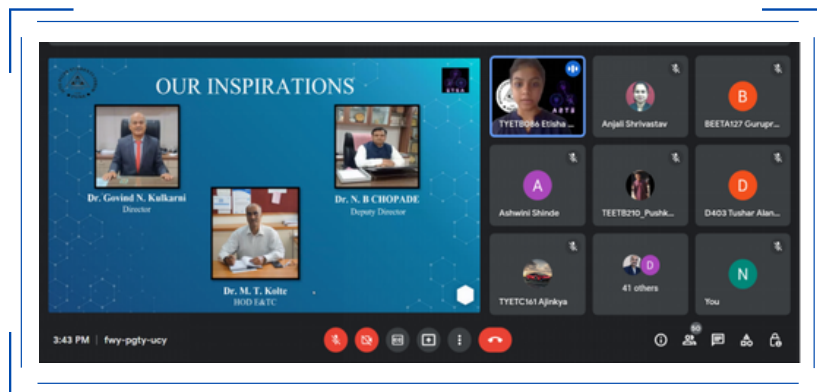 OUR INSPIRATIONS
ETSA
Dr. Govind N. Kulkarni
Director
Dr. N. B CHOPADE
Deputy Director
Dr. M. T. Kolte
HOD E&TC
TYETB086 Etisha ...
Anjali Shrivastav
B
BEETA127 Gurupr...
A
Ashwini Shinde
TEETB210_Pushk...
D
D403 Tushar Alan...
TYETC161 Ajinkya
D
41 others
N
You
3:43 PM | fwy-pgty-ucy
50